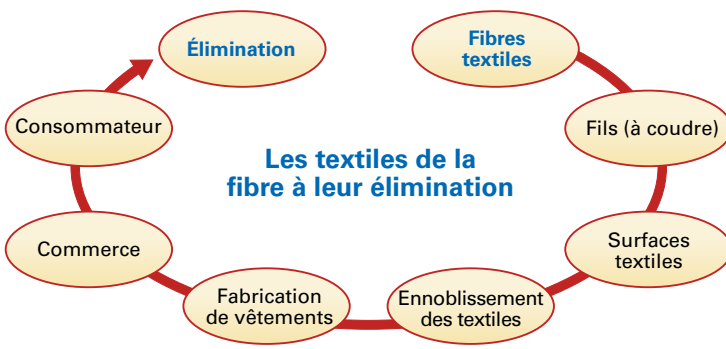 Élimination
Fibres
textiles
Consommateur
Fils (à coudre)
Les textiles de la
fibre à leur élimination
Commerce
Surfaces
textiles
Fabrication
de vêtements
Ennoblissement
des textiles